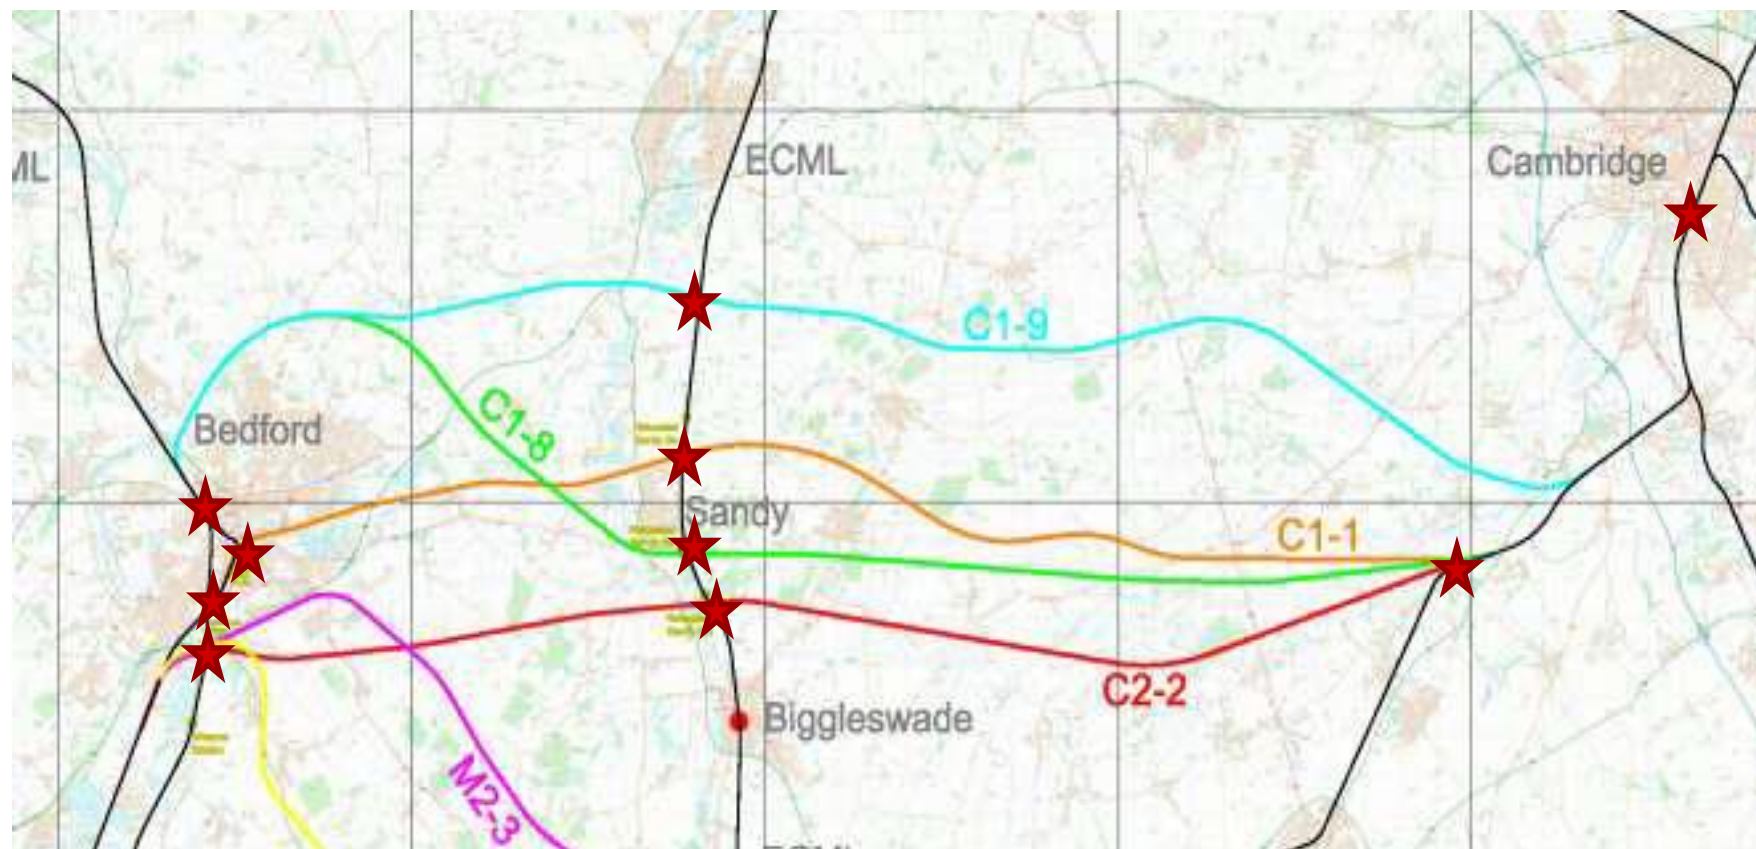 ML
ECML
Cambridge
C1-9
Bedford
C1-8
Sandy
C1-1
C2-2
Biggleswade
M2-3